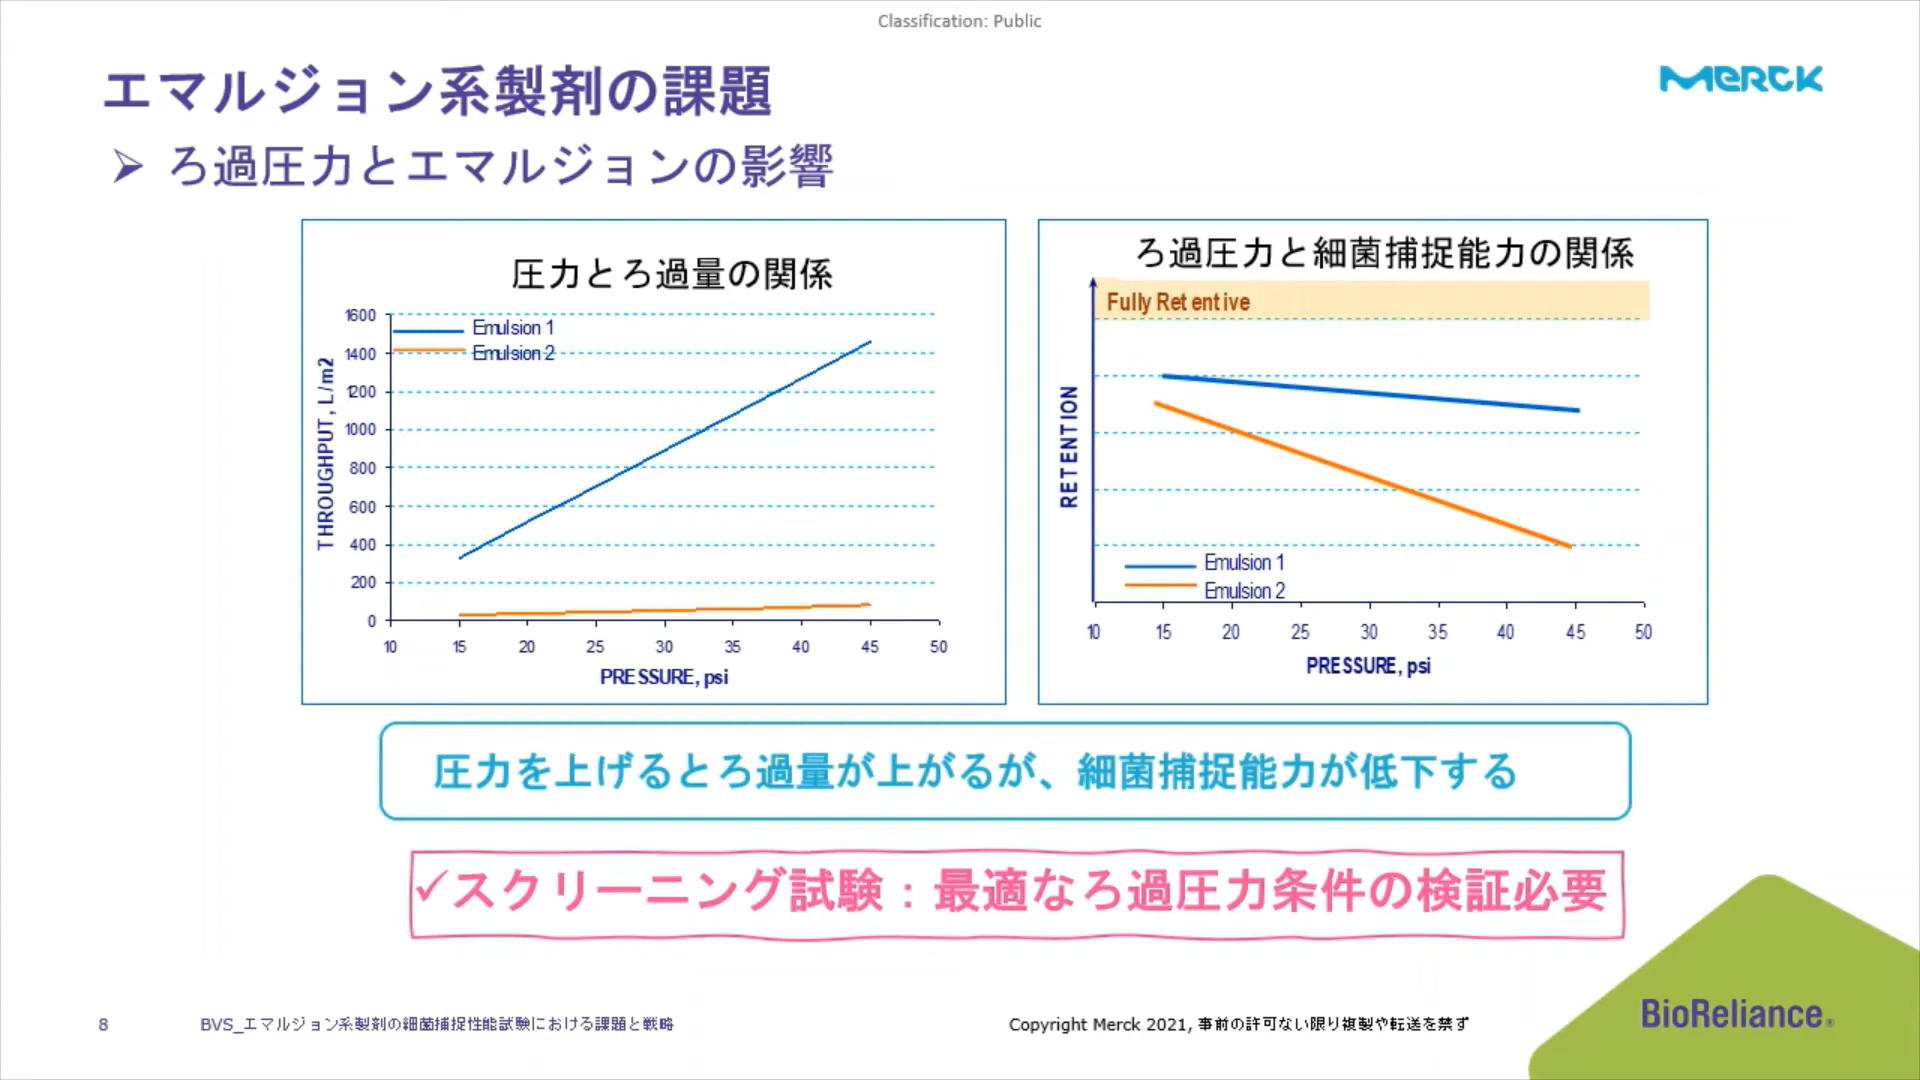 Classification: Public
エマルジョン系製剤の課題
MERCK
➢ ろ過圧力とエマルジョンの影響
圧力とろ過量の関係
1600
1400
1200
1000
800
600
400
200
0
THROUGHPUT, L/m2
Emulsion 1
Emulsion 2
10 15 20 25 30 35 40 45 50
PRESSURE, psi
ろ過圧力と細菌捕捉能力の関係
Fully Retentive
RETENTION
Emulsion 1
Emulsion 2
10 15 20 25 30 35 40 45 50
PRESSURE, psi
圧力を上げるとろ過量が上がるが、細菌捕捉能力が低下する
✓スクリーニング試験：最適なろ過圧力条件の検証必要
8
BVS_エマルジョン系製剤の細菌捕捉性能試験における課題と戦略
Copyright Merck 2021, 事前の許可ない限り複製や転送を禁ず
BioReliance®